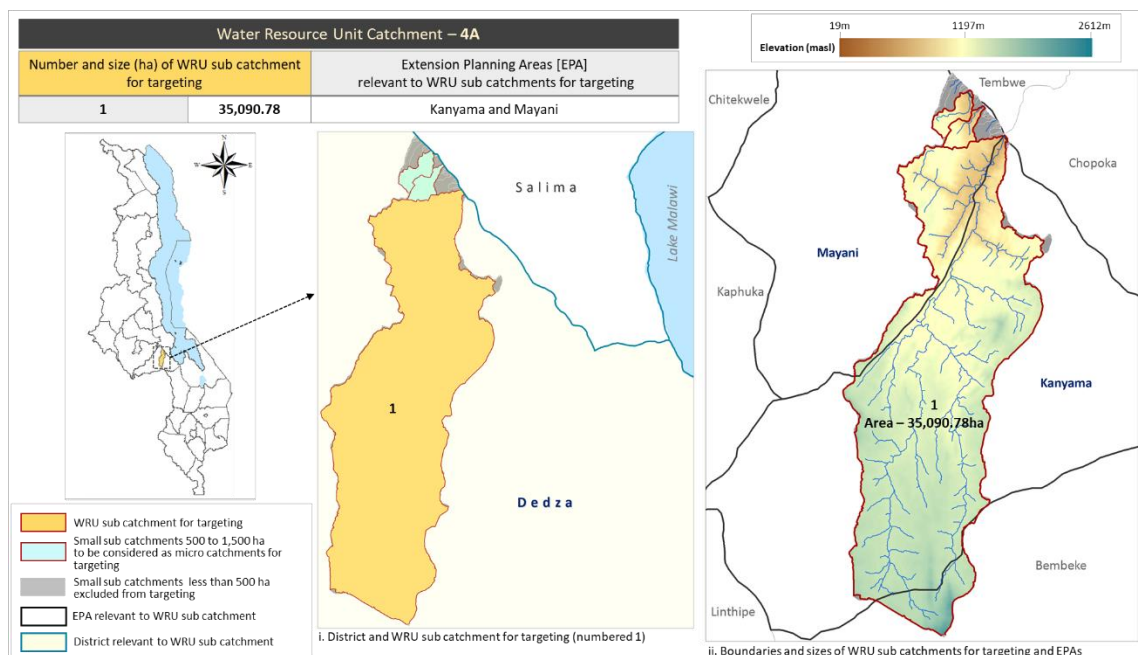 Water Resource Unit Catchment – 4A
Number and size (ha) of WRU sub catchment
for targeting
Extension Planning Areas [EPA]
relevant to WRU sub catchments for targeting
1
35,090.78
Kanyama and Mayani
N
W
E
S
WRU sub catchment for targeting
Small sub catchments 500 to 1,500 ha
to be considered as micro catchments for
targeting
Small sub catchments less than 500 ha
excluded from targeting
EPA relevant to WRU sub catchment
District relevant to WRU sub catchment
Salima
Lake Malawi
1
Dedza
i. District and WRU sub catchment for targeting (numbered 1)
19m
1197m
2612m
Elevation (masl)
Tembwe
Chitekwele
Chopoka
Mayani
Kaphuka
Kanyama
1
Area – 35,090.78ha
Bembeke
Linthipe
ii. Boundaries and sizes of WRU sub catchments for targeting and EPAs